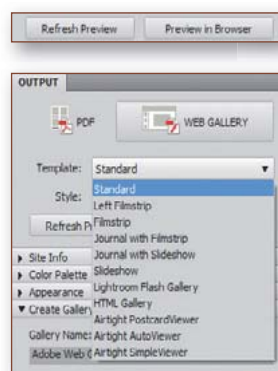 Refresh Preview Preview in Browser
OUTPUT
PDF WEB GALLERY
Template: Standard
Standard
Style:
Left Filmstrip
Filmstrip
Refresh P
Journal with Filmstrip
Site Info
Journal with Slideshow
Color Palette
Slideshow
Lightroom Flash Gallery
Appearance
HTML Gallery
Create Gallery
Airtight PostcardViewer
Gallery Name: Airtight AutoViewer
Adobe Web G Airtight SimpleViewer